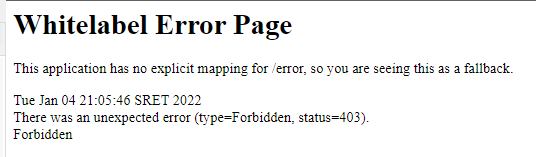 Whitelabel Error Page
This application has no explicit mapping for /error, so you are seeing this as a fallback.
Tue Jan 04 21:05:46 SRET 2022
There was an unexpected error (type=Forbidden, status=403).
Forbidden